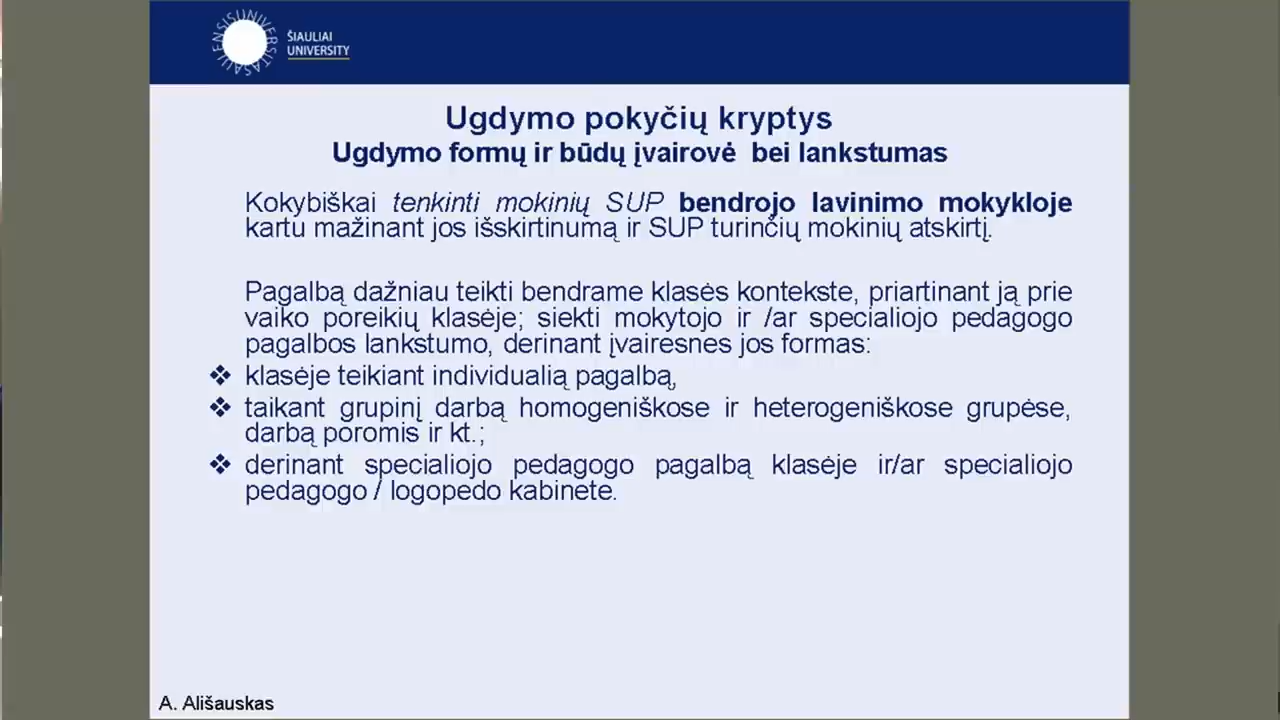 ŠIAULIAI
UNIVERSITY
Ugdymo pokyčių kryptys
Ugdymo formų ir būdų įvairovė bei lankstumas
Kokybiškai tenkinti mokinių SUP bendrojo lavinimo mokykloje
kartu mažinant jos išskirtinumą ir SUP turinčių mokinių atskirtį.
Pagalbą dažniau teikti bendrame klasės kontekste, priartinant ją prie
vaiko poreikių klasėje; siekti mokytojo ir /ar specialiojo pedagogo
pagalbos lankstumo, derinant įvairesnes jos formas:
❖ klasėje teikiant individualią pagalbą,
❖ taikant grupinį darbą homogeniškose ir heterogeniškose grupėse,
darbą poromis ir kt.;
❖ derinant specialiojo pedagogo pagalbą klasėje ir/ar specialiojo
pedagogo / logopedo kabinete.
A. Ališauskas